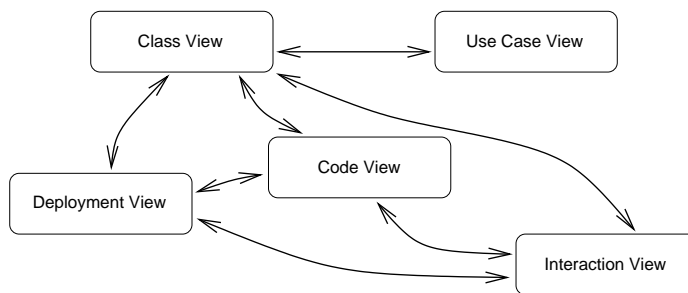 Class View
Use Case View
Code View
Deployment View
Interaction View